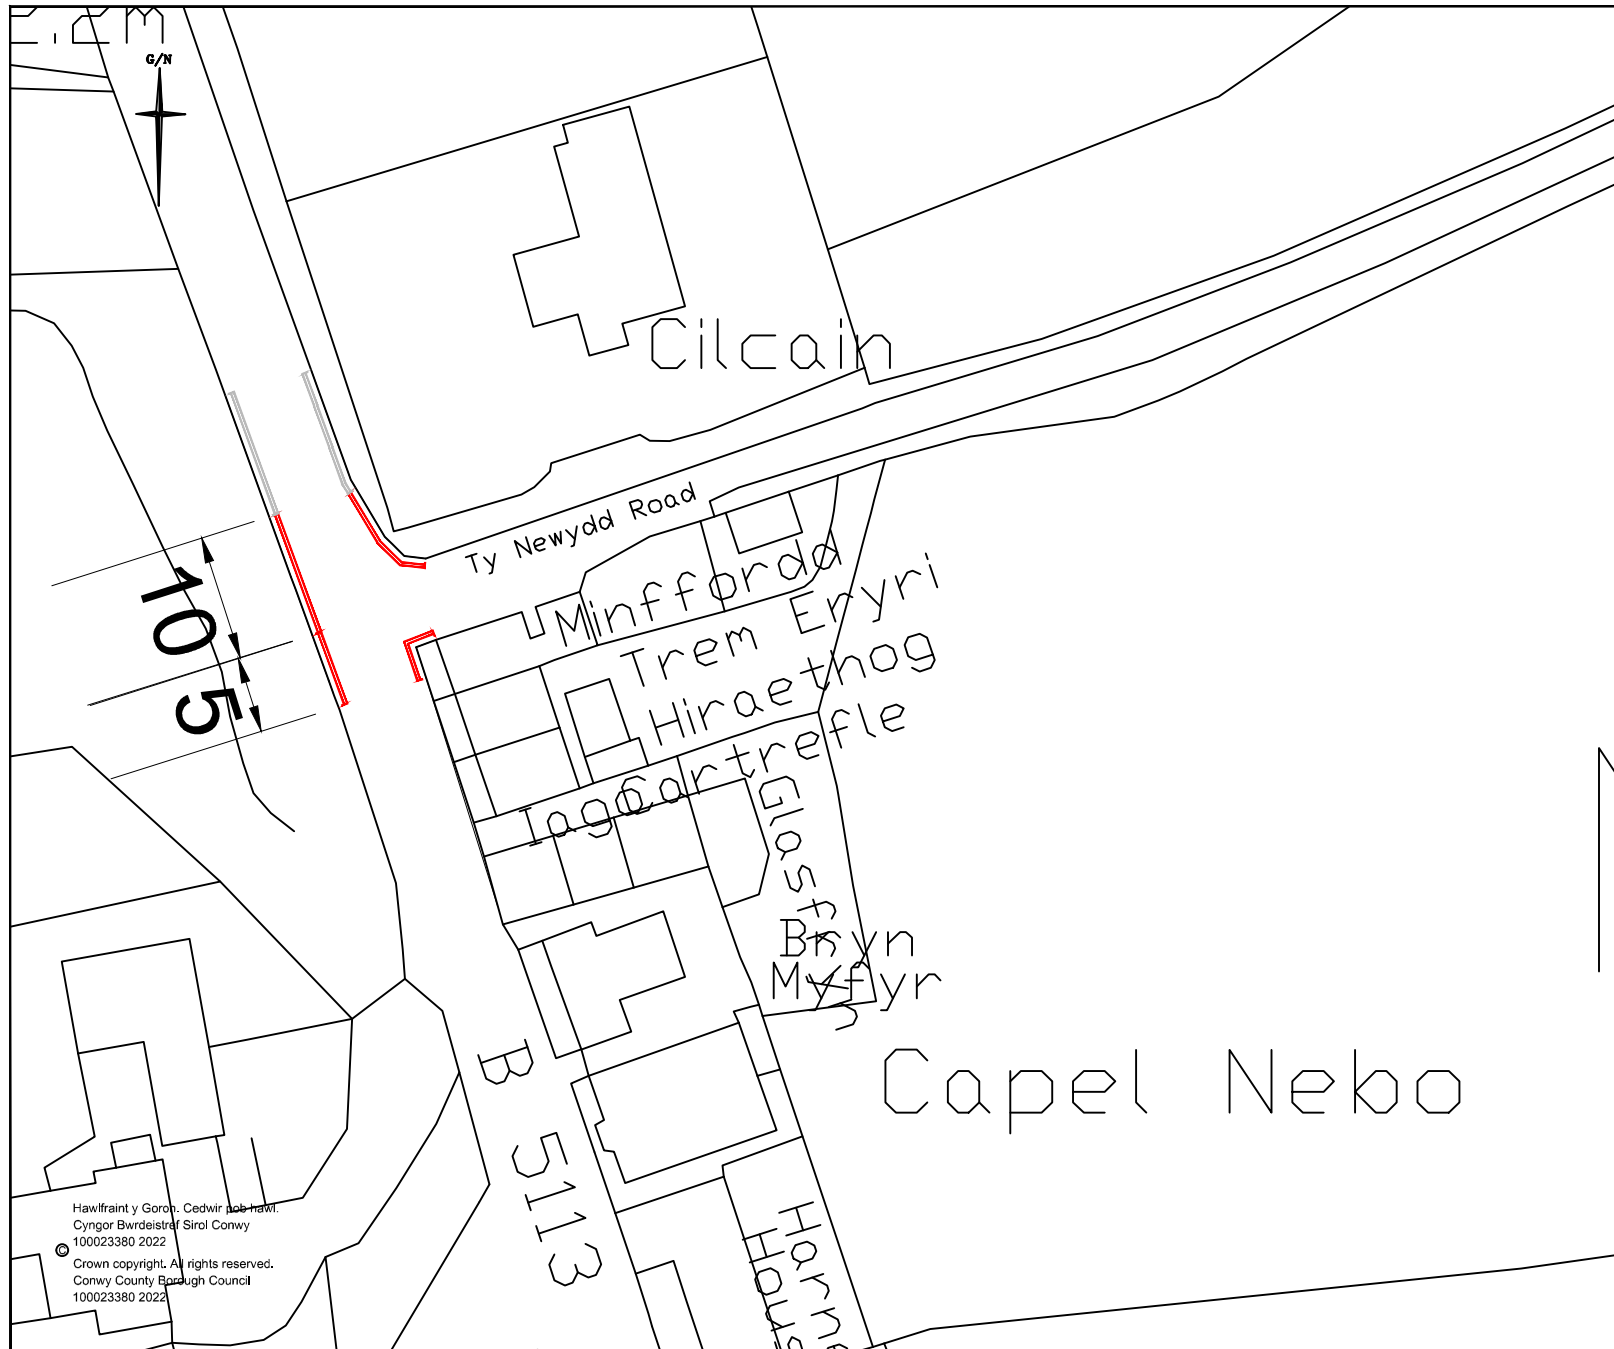 2.2m
G/N
Cilcain
Ty Newydd Road
Minffordd
Trem Eryri
Hiraethog
Cartrefle
10
5
Bryn
Myfyr
Capel Nebo
B 5113
Hawlfraint y Goron. Cedwir pob hawl.
Cyngor Bwrdeistref Sirol Conwy
100023380 2022
©
Crown copyright. All rights reserved.
Conwy County Borough Council
100023380 2022